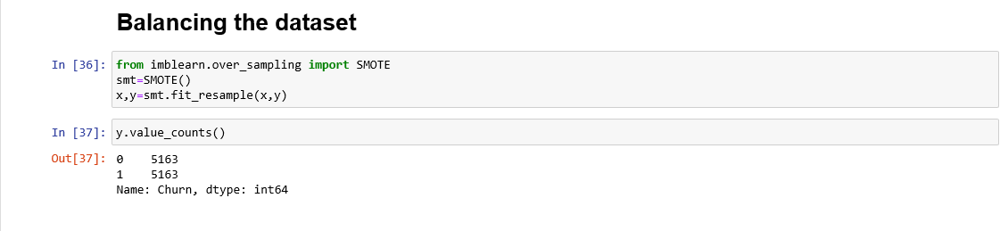 Balancing the dataset
In [36]: from imblearn.over_sampling import SMOTE
smt=SMOTE()
x,y=smt.fit_resample(x,y)
In [37]: y.value_counts()
Out[37]: 0    5163
1    5163
Name: Churn, dtype: int64